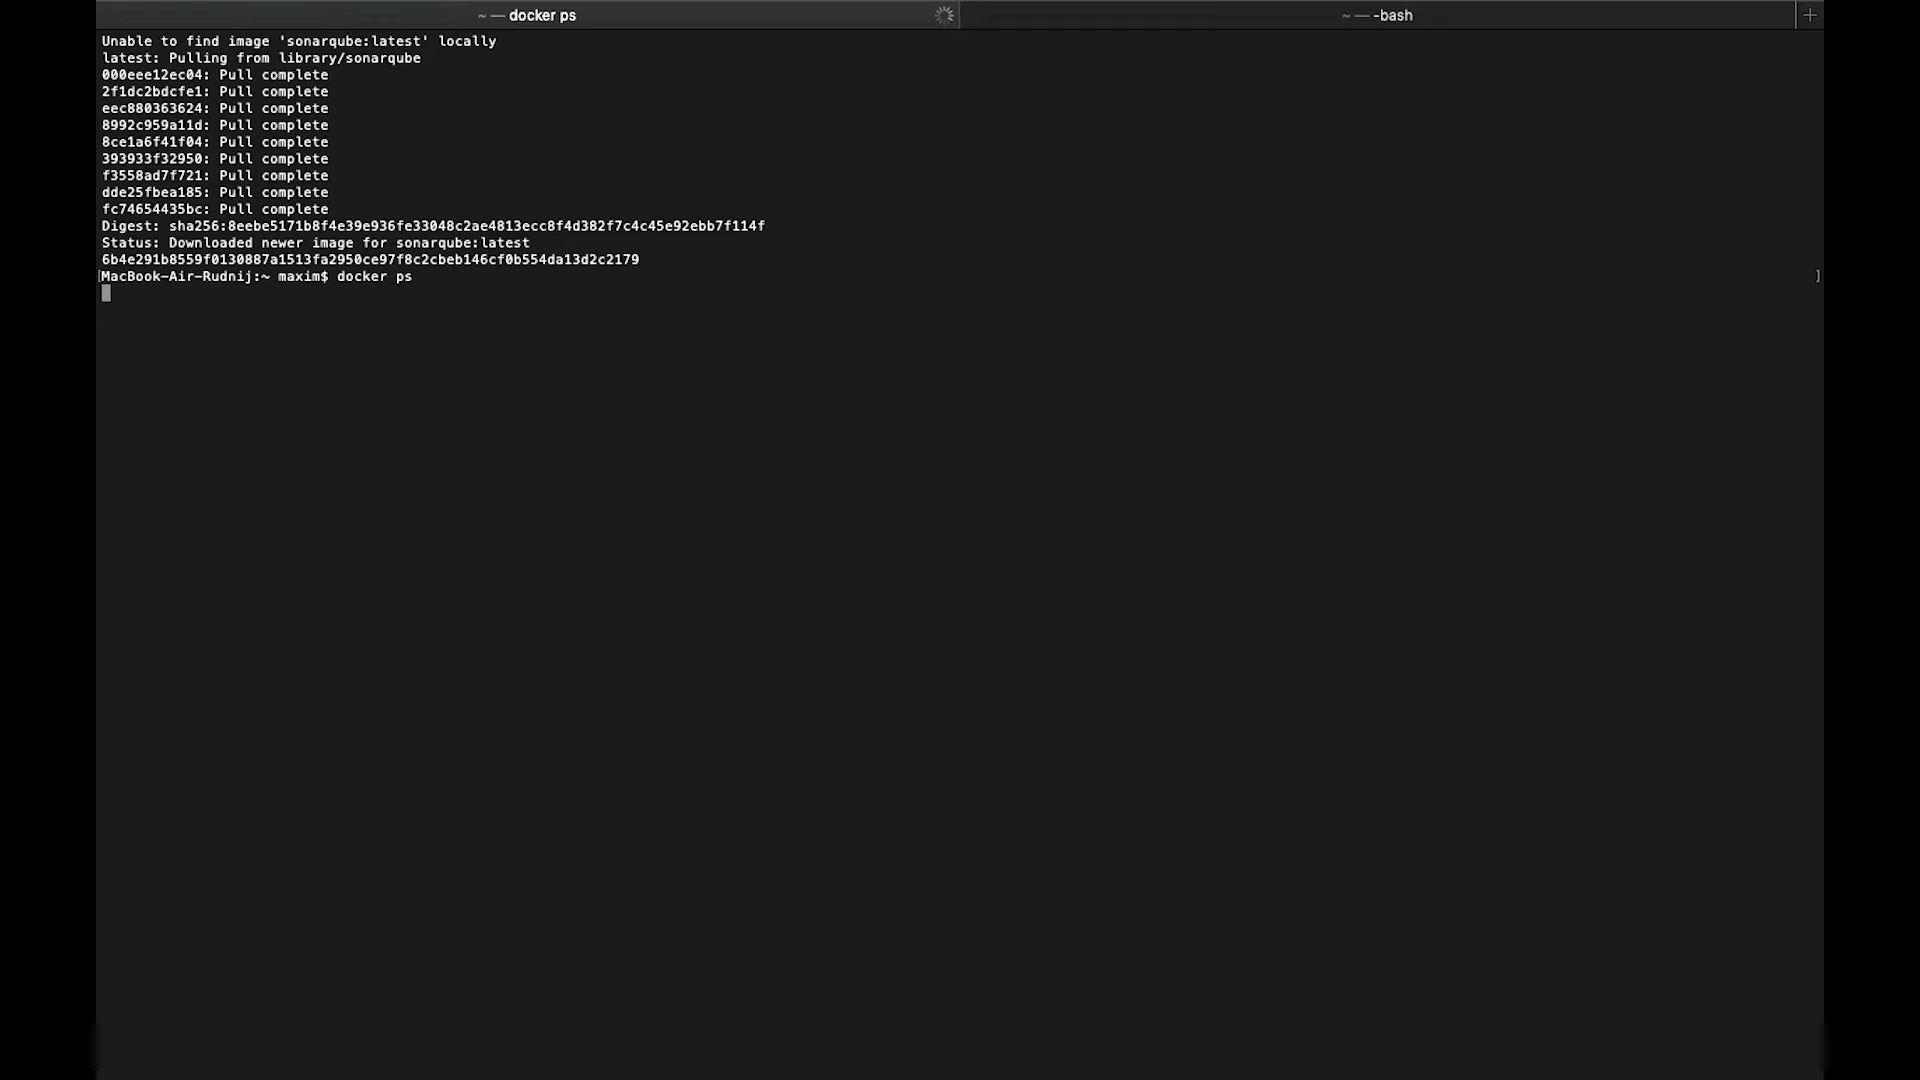 ~ — docker ps
~ — -bash
Unable to find image 'sonarqube:latest' locally
latest: Pulling from library/sonarqube
000eee12ec04: Pull complete
2f1dc2bdcfe1: Pull complete
eec880363624: Pull complete
8992c959a11d: Pull complete
8ce1a6f41f04: Pull complete
393933f32950: Pull complete
f3558ad7f721: Pull complete
dde25fbea185: Pull complete
fc74654435bc: Pull complete
Digest: sha256:8eebe5171b8f4e39e936fe33048c2ae4813ecc8f4d382f7c4c45e92ebb7f114f
Status: Downloaded newer image for sonarqube:latest
6b4e291b8559f0130887a1513fa2950ce97f8c2cbeb146cf0b554da13d2c2179
[MacBook-Air-Rudnij:~ maxim$ docker ps ]